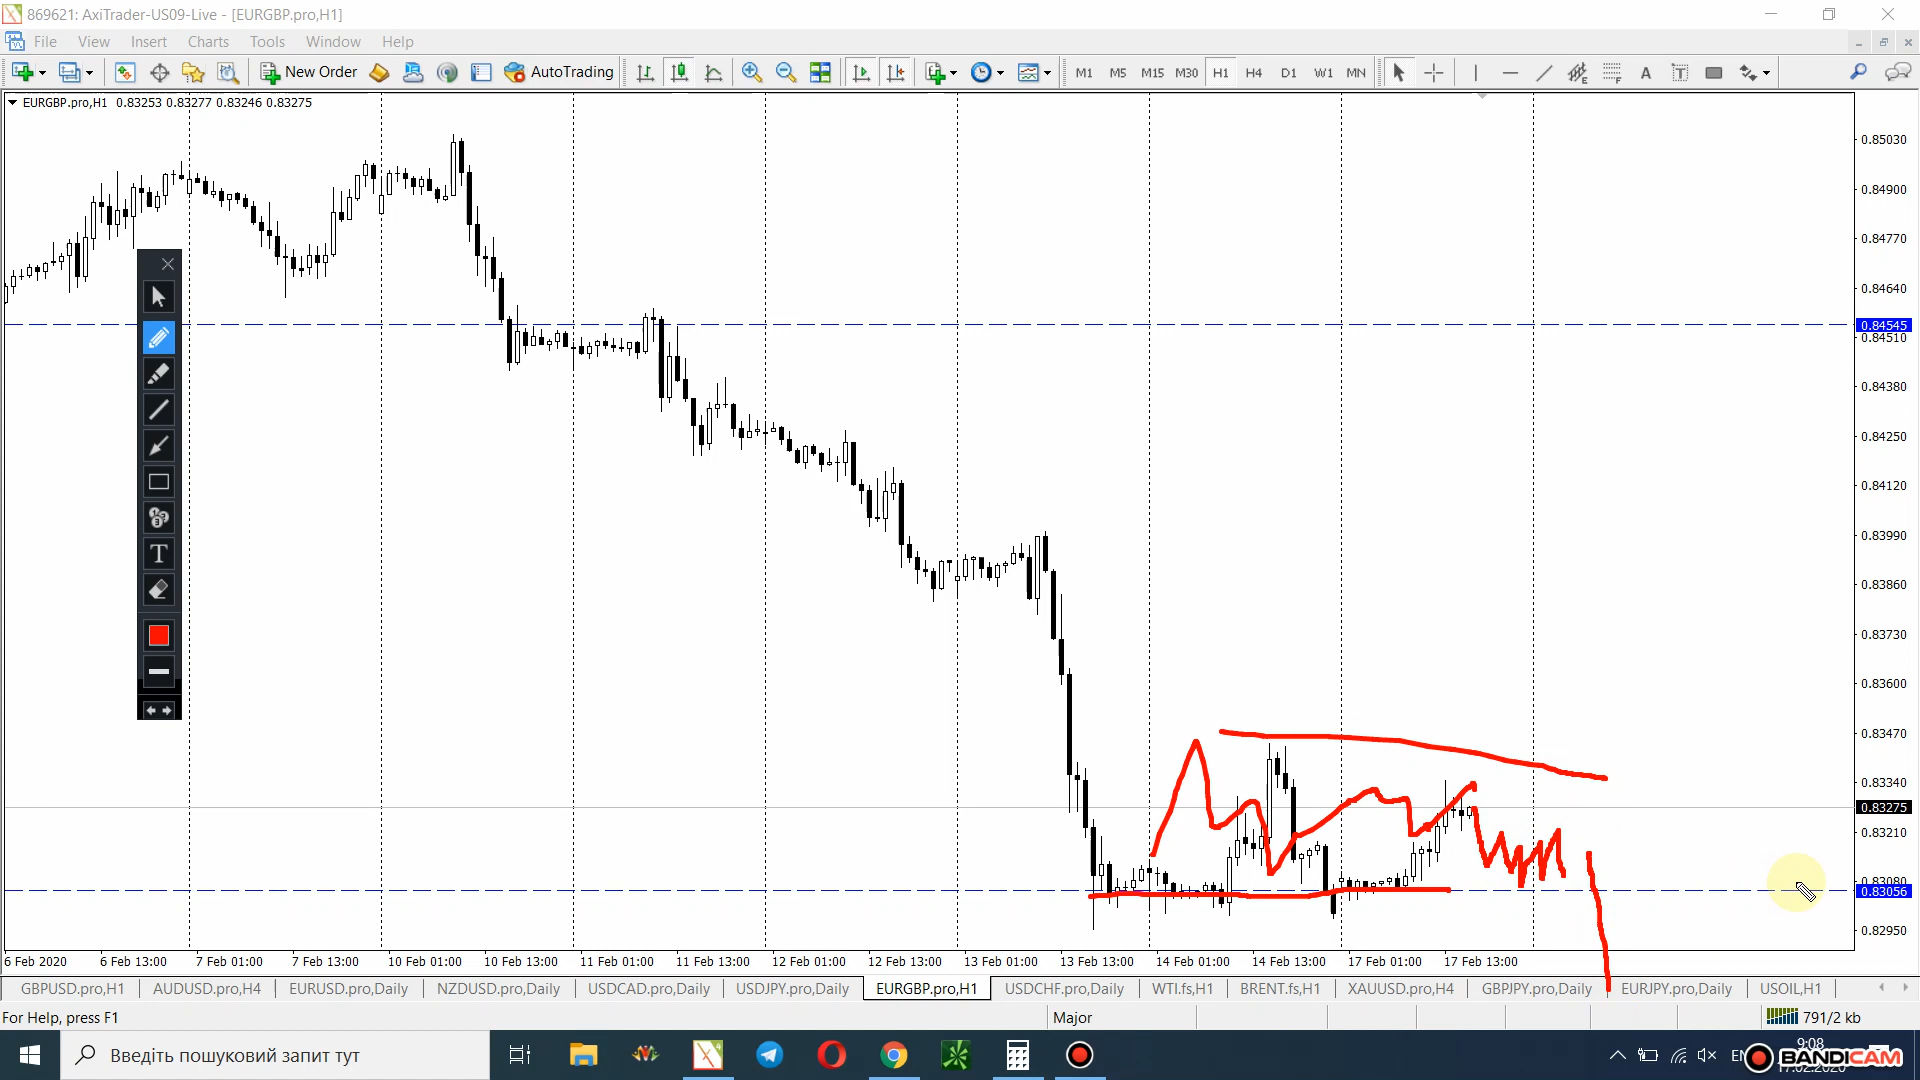 869621: AxiTrader-US09-Live - [EURGBP.pro,H1]
File View Insert Charts Tools Window Help
New Order AutoTrading M1 M5 M15 M30 H1 H4 D1 W1 MN A T
EURGBP.pro,H1 0.83253 0.83277 0.83246 0.83275
0.85030
0.84900
0.84770
0.84640
0.84545
0.84510
0.84380
0.84250
0.84120
0.83990
0.83860
0.83730
0.83600
0.83470
0.83340
0.83275
0.83210
0.83080
0.83056
0.82950
T
6 Feb 2020 6 Feb 13:00 7 Feb 01:00 7 Feb 13:00 10 Feb 01:00 10 Feb 13:00 11 Feb 01:00 11 Feb 13:00 12 Feb 01:00 12 Feb 13:00 13 Feb 01:00 13 Feb 13:00 14 Feb 01:00 14 Feb 13:00 17 Feb 01:00 17 Feb 13:00
GBPUSD.pro,H1 AUDUSD.pro,H4 EURUSD.pro,Daily NZDUSD.pro,Daily USDCAD.pro,Daily USDJPY.pro,Daily EURGBP.pro,H1 USDCHF.pro,Daily WTI.fs,H1 BRENT.fs,H1 XAUUSD.pro,H4 GBPJPY.pro,Daily EURJPY.pro,Daily USOIL,H1
For Help, press F1 Major 791/2 kb
Введіть пошуковий запит тут
9:08
BANDICAM